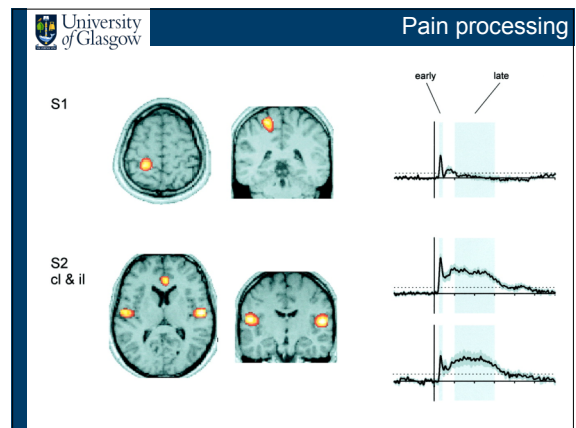 University
of Glasgow
Pain processing
early
late
S1
S2
cl & il